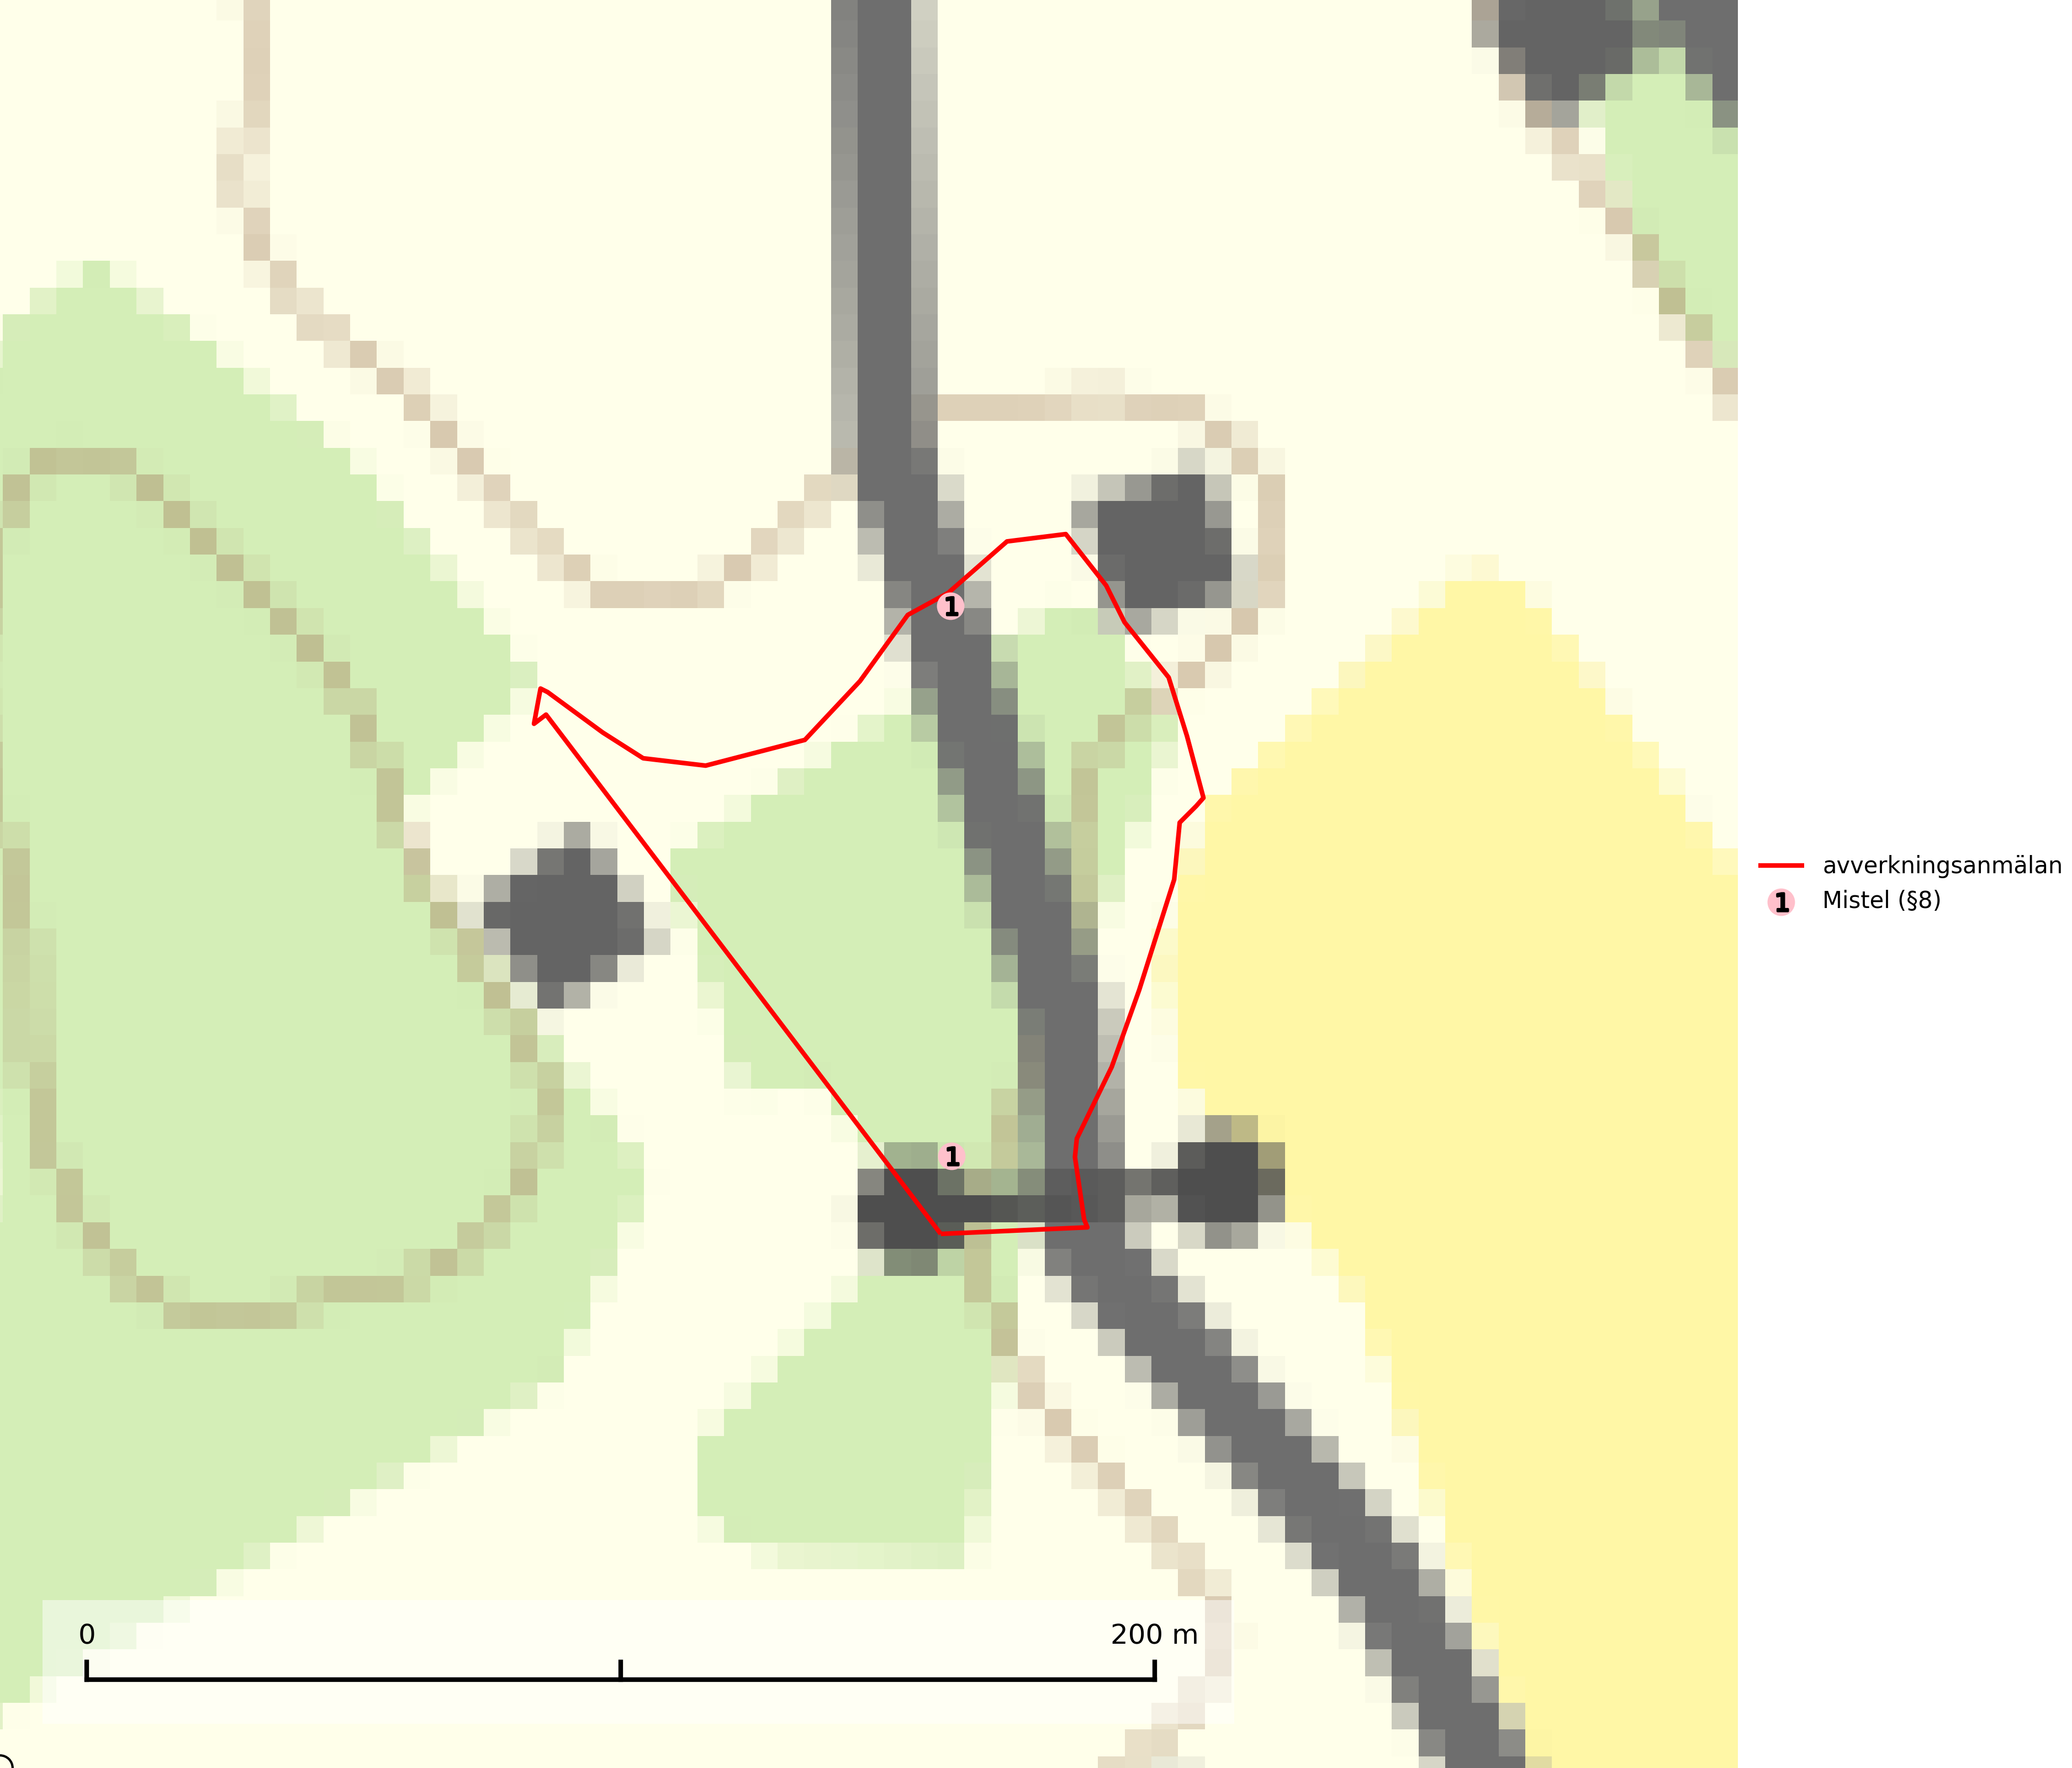 1
avverkningsanmälan
1 Mistel (§8)
1
0 200 m